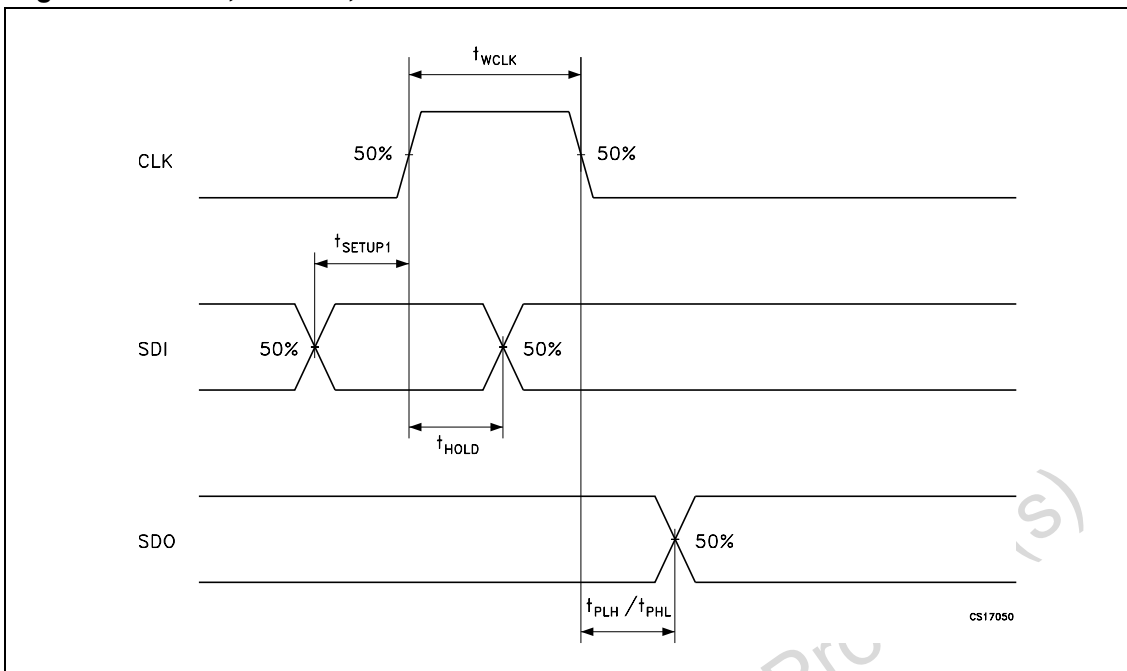 tWCLK
CLK
50%
50%
tSETUP1
SDI
50%
50%
tHOLD
SDO
50%
tPLH /tPHL
CS17050